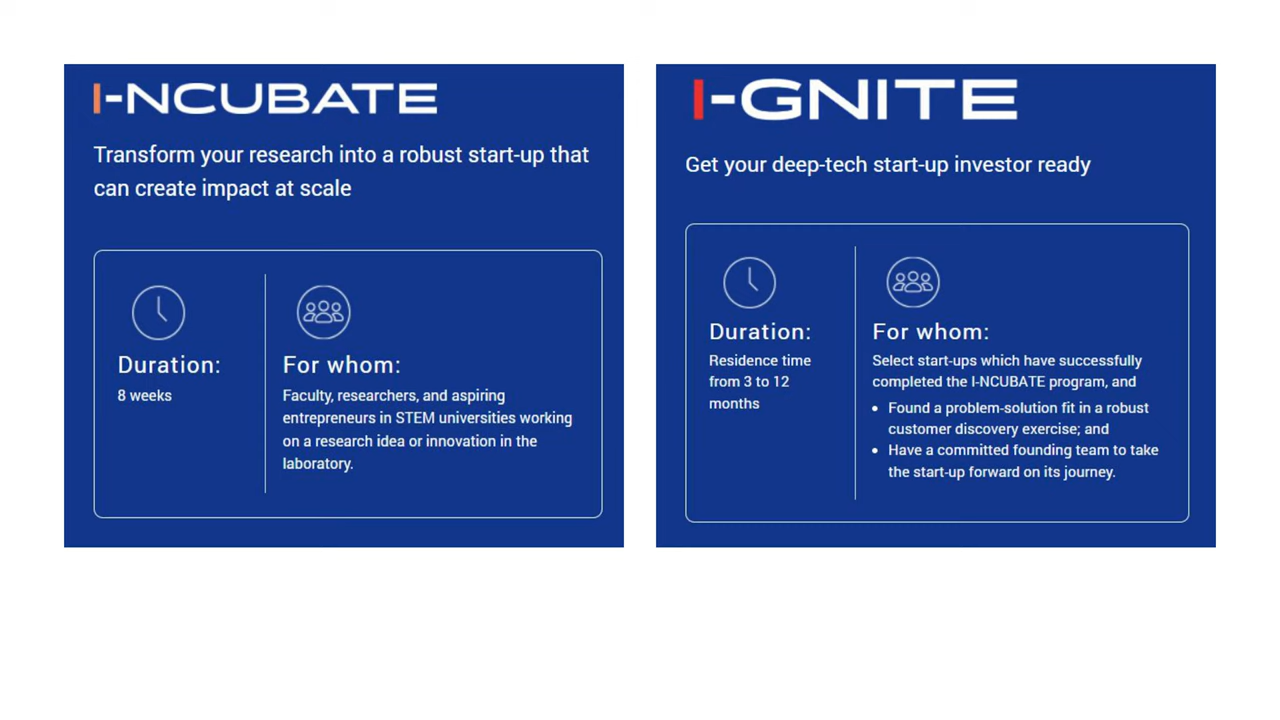 I-NCUBATE
Transform your research into a robust start-up that
can create impact at scale
Duration:
8 weeks
For whom:
Faculty, researchers, and aspiring
entrepreneurs in STEM universities working
on a research idea or innovation in the
laboratory.
I-GNITE
Get your deep-tech start-up investor ready
Duration:
Residence time
from 3 to 12
months
For whom:
Select start-ups which have successfully
completed the I-NCUBATE program, and
• Found a problem-solution fit in a robust
customer discovery exercise; and
• Have a committed founding team to take
the start-up forward on its journey.